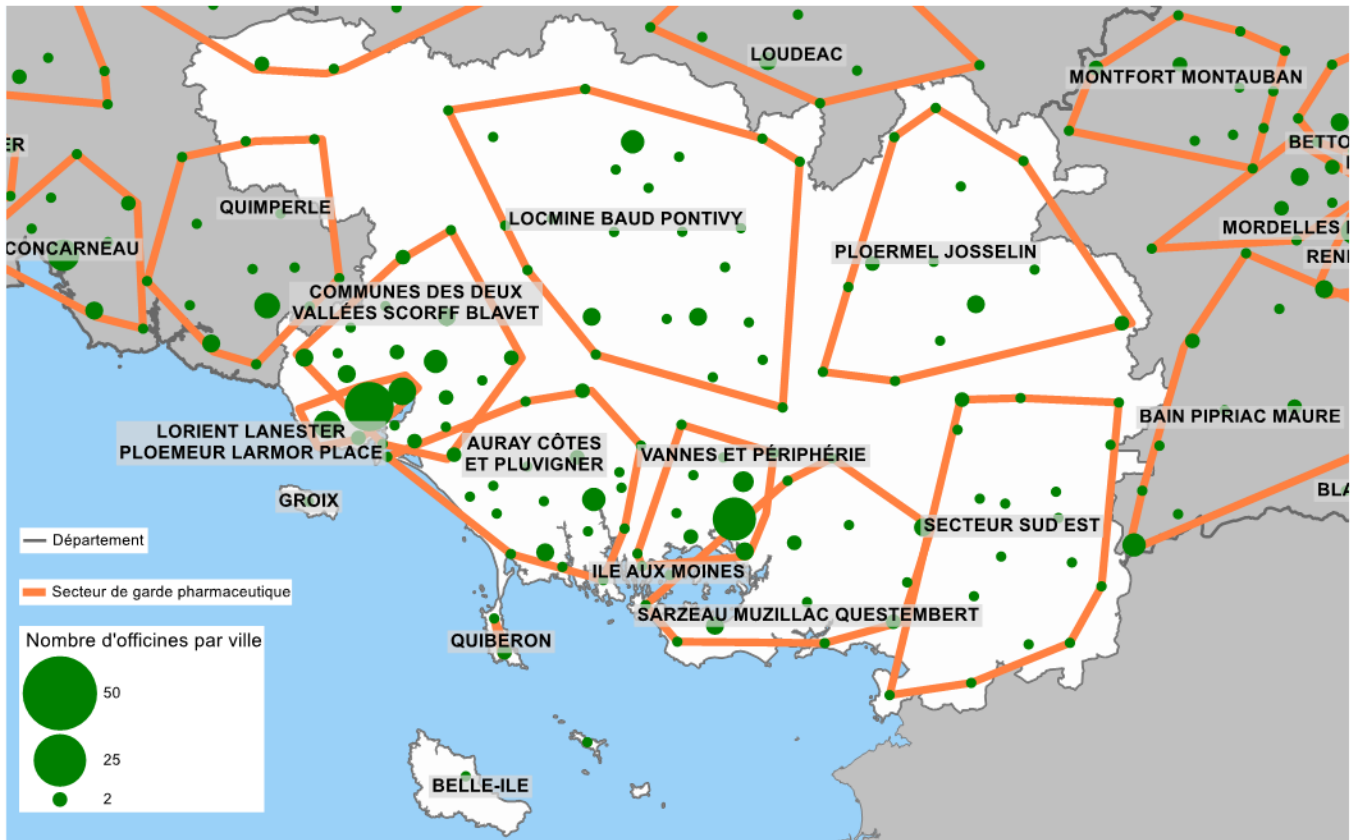 LOUDEAC
MONTFORT MONTAUBAN
ER
BETTO
QUIMPERLE
LOCMINE BAUD PONTIVY
MORDELLES
CONCARNEAU
PLOERMEL JOSSELIN
RENI
COMMUNES DES DEUX
VALLÉES SCORFF BLAVET
BAIN PIPRIAC MAURE
LORIENT LANESTER
PLOEMEUR LARMOR PLACE
AURAY CÔTES
ET PLUVIGNER
VANNES ET PÉRIPHÉRIE
BLA
GROIX
SECTEUR SUD EST
Département
ILE AUX MOINES
Secteur de garde pharmaceutique
SARZEAU MUZILLAC QUESTEMBERT
Nombre d'officines par ville
QUIBERON
50
25
BELLE-ILE
2